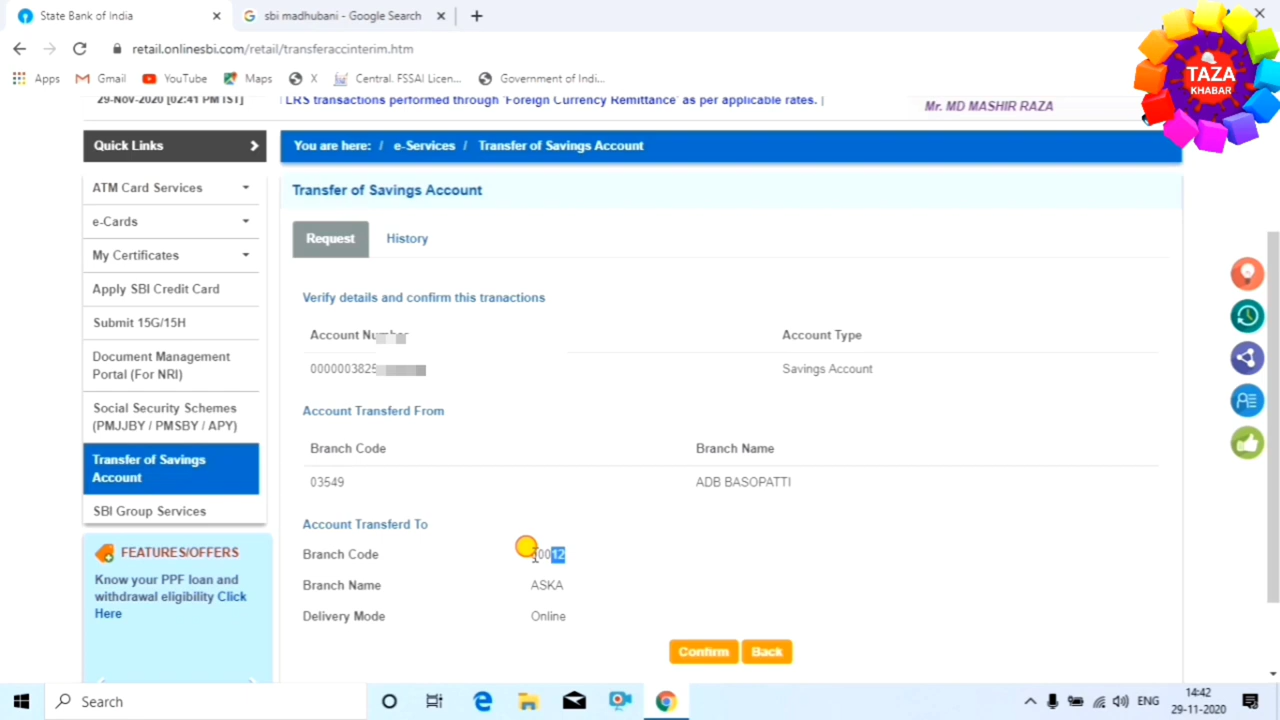 State Bank of India
sbi madhubani - Google Search
retail.onlinesbi.com/retail/transferaccinterim.htm
Apps Gmail YouTube Maps X Central. FSSAI Licen... Government of Indi...
TAZA
KHABAR
29-Nov-2020 [02:41 PM IST]
LRS transactions performed through 'Foreign Currency Remittance' as per applicable rates. |
Mr. MD MASHIR RAZA
Quick Links
You are here: / e-Services / Transfer of Savings Account
ATM Card Services
e-Cards
My Certificates
Apply SBI Credit Card
Submit 15G/15H
Document Management
Portal (For NRI)
Social Security Schemes
(PMJJBY / PMSBY / APY)
Transfer of Savings
Account
SBI Group Services
FEATURES/OFFERS
Know your PPF loan and
withdrawal eligibility Click
Here
Transfer of Savings Account
Request History
Verify details and confirm this tranactions
Account Number Account Type
0000003825 Savings Account
Account Transferd From
Branch Code Branch Name
03549 ADB BASOPATTI
Account Transferd To
Branch Code
Branch Name ASKA
Delivery Mode Online
Confirm Back
Search
ENG
14:42
29-11-2020